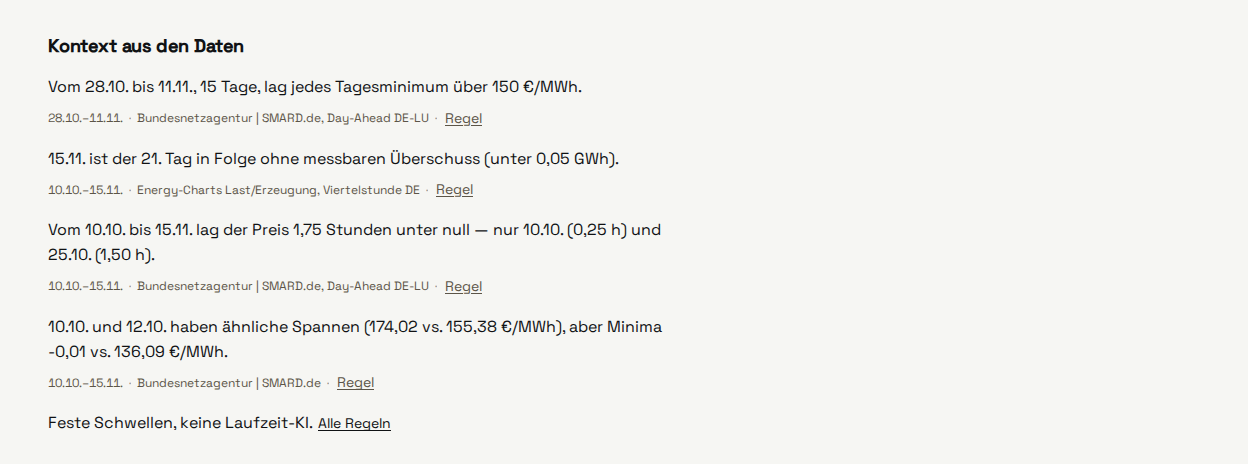 Kontext aus den Daten
Vom 28.10. bis 11.11., 15 Tage, lag jedes Tagesminimum über 150 €/MWh.
28.10.–11.11. · Bundesnetzagentur | SMARD.de, Day-Ahead DE-LU · Regel
15.11. ist der 21. Tag in Folge ohne messbaren Überschuss (unter 0,05 GWh).
10.10.–15.11. · Energy-Charts Last/Erzeugung, Viertelstunde DE · Regel
Vom 10.10. bis 15.11. lag der Preis 1,75 Stunden unter null — nur 10.10. (0,25 h) und
25.10. (1,50 h).
10.10.–15.11. · Bundesnetzagentur | SMARD.de, Day-Ahead DE-LU · Regel
10.10. und 12.10. haben ähnliche Spannen (174,02 vs. 155,38 €/MWh), aber Minima
-0,01 vs. 136,09 €/MWh.
10.10.–15.11. · Bundesnetzagentur | SMARD.de · Regel
Feste Schwellen, keine Laufzeit-KI. Alle Regeln